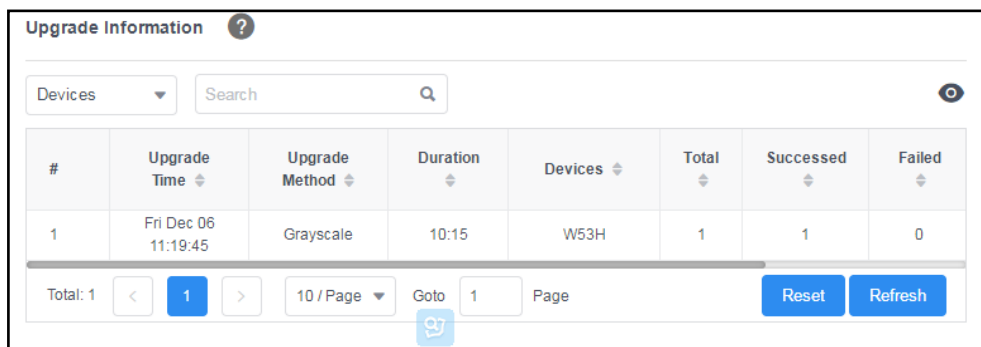 Upgrade Information ?
Devices Search
# Upgrade Time Upgrade Method Duration Devices Total Successed Failed
1 Fri Dec 06 11:19:45 Grayscale 10:15 W53H 1 1 0
Total: 1 < 1 > 10 / Page Goto 1 Page Reset Refresh